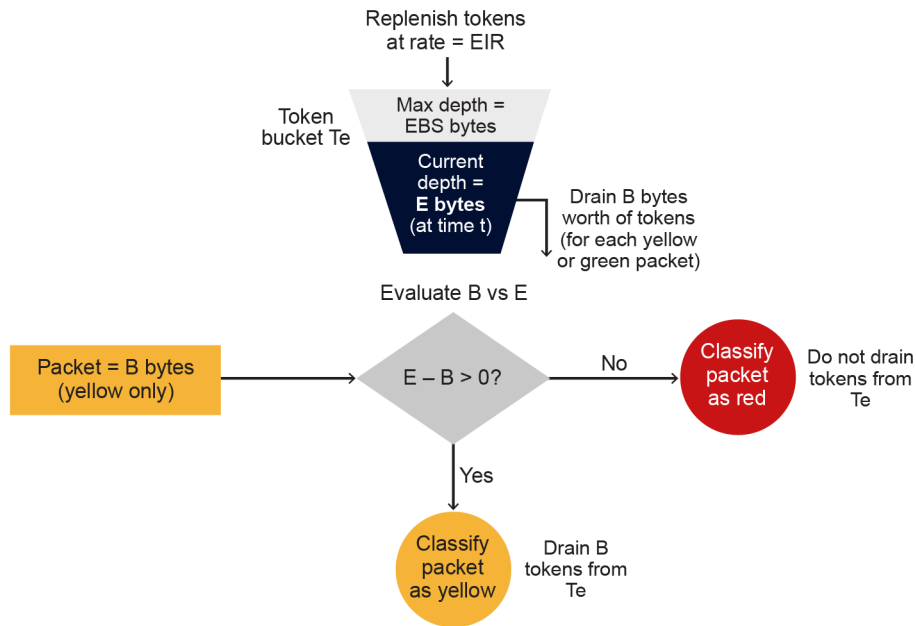 Replenish tokens
at rate = EIR
Token
bucket Te
Max depth =
EBS bytes
Current
depth =
E bytes
(at time t)
Drain B bytes
worth of tokens
(for each yellow
or green packet)
Evaluate B vs E
Packet = B bytes
(yellow only)
E – B > 0?
No
Classify
packet
as red
Do not drain
tokens from
Te
Yes
Classify
packet
as yellow
Drain B
tokens from
Te